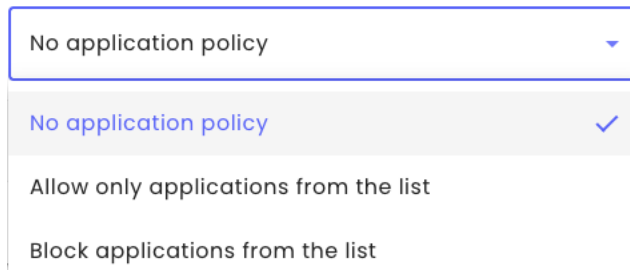 No application policy
No application policy
Allow only applications from the list
Block applications from the list